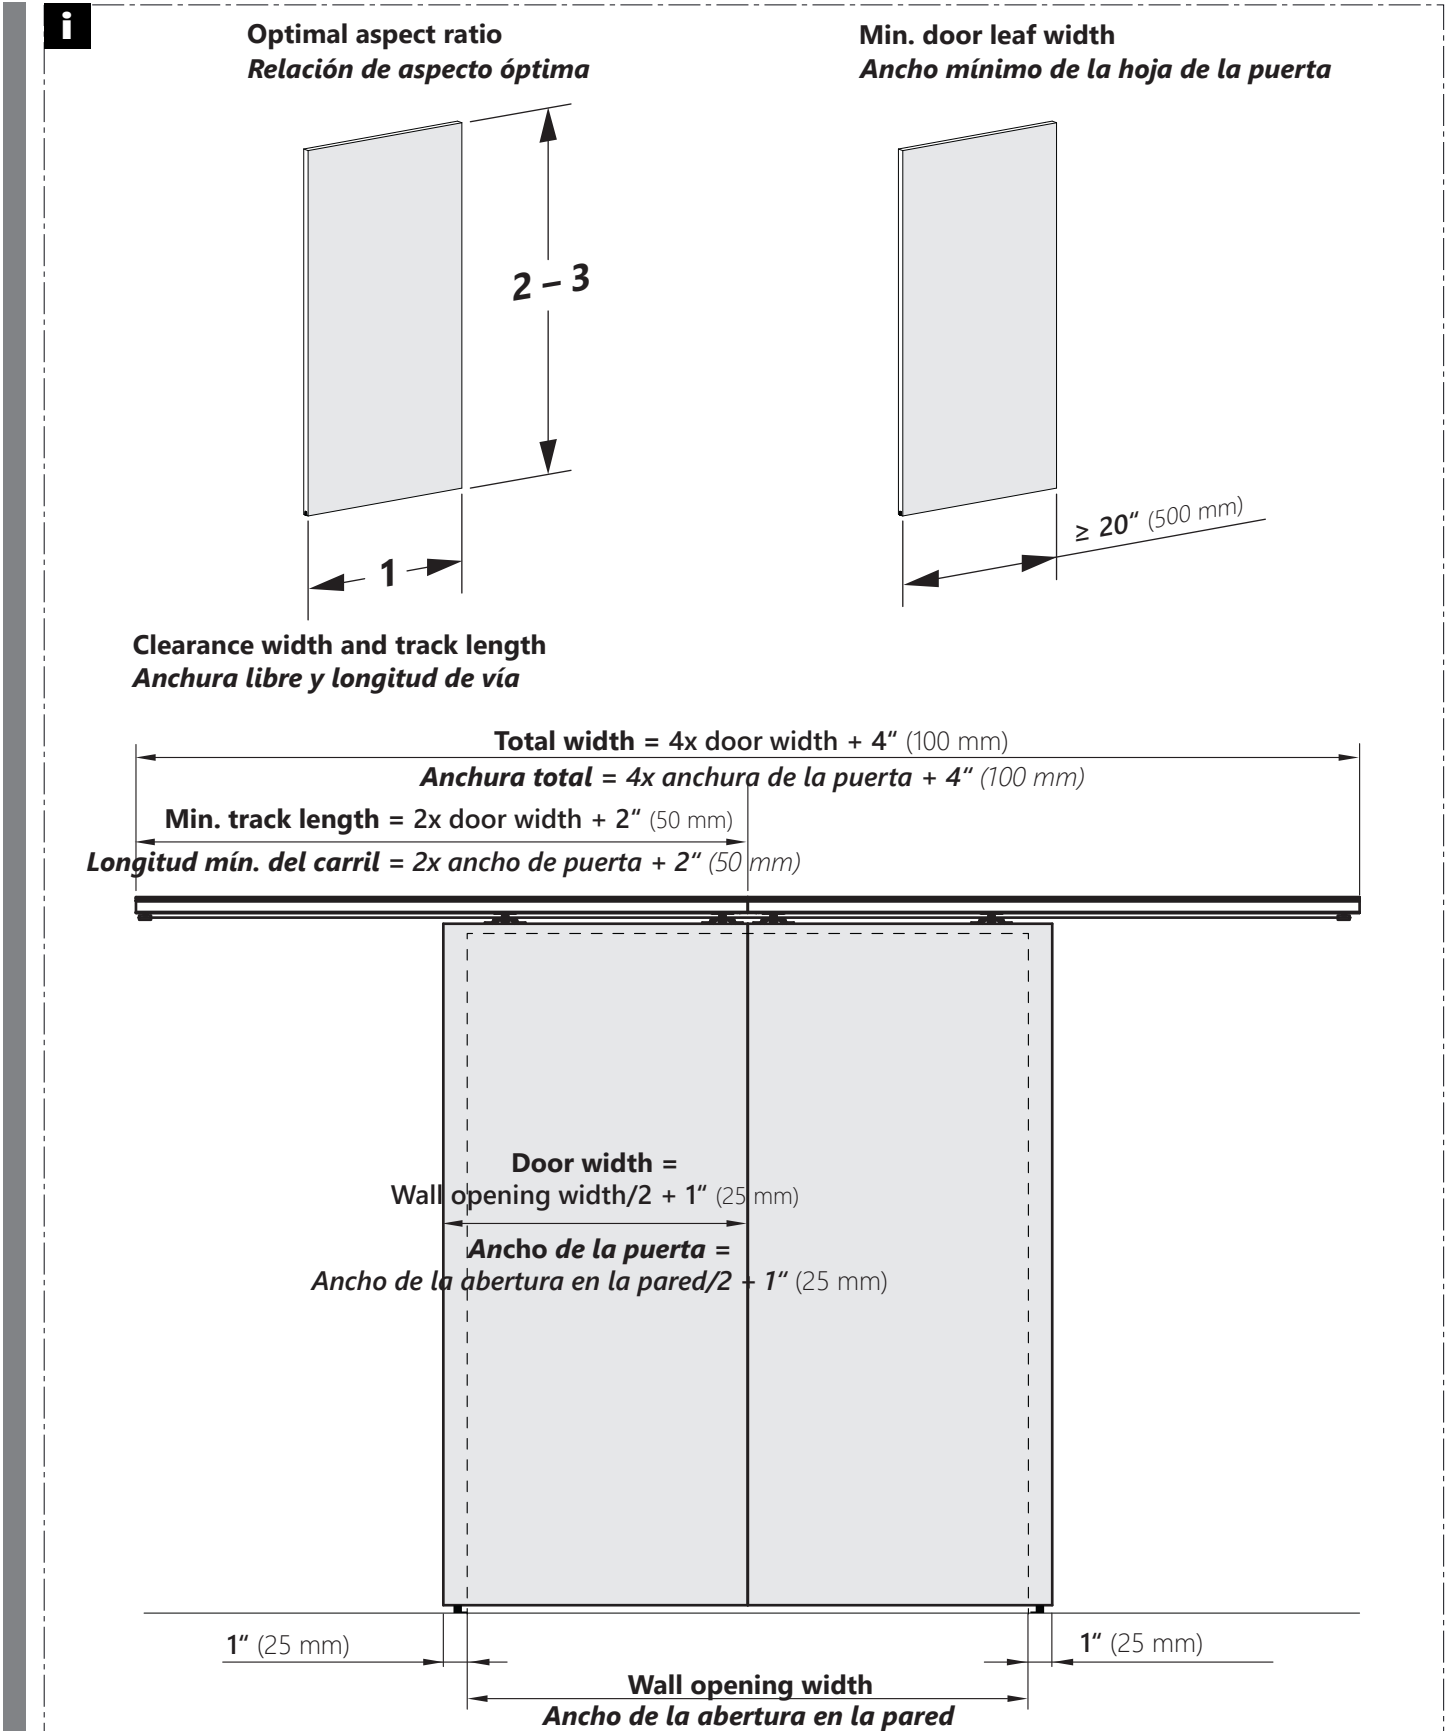 i
Optimal aspect ratio
Relación de aspecto óptima
Min. door leaf width
Ancho mínimo de la hoja de la puerta
2 – 3
1
≥ 20“ (500 mm)
Clearance width and track length
Anchura libre y longitud de vía
Total width = 4x door width + 4“ (100 mm)
Anchura total = 4x anchura de la puerta + 4“ (100 mm)
Min. track length = 2x door width + 2“ (50 mm)
Longitud mín. del carril = 2x ancho de puerta + 2“ (50 mm)
Door width =
Wall opening width/2 + 1“ (25 mm)
Ancho de la puerta =
Ancho de la abertura en la pared/2 + 1“ (25 mm)
1“ (25 mm)
1“ (25 mm)
Wall opening width
Ancho de la abertura en la pared